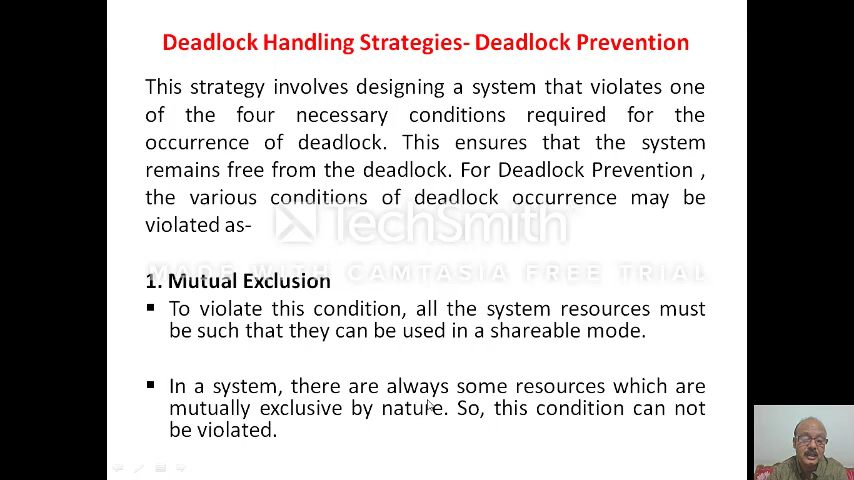 Deadlock Handling Strategies- Deadlock Prevention
This strategy involves designing a system that violates one
of the four necessary conditions required for the
occurrence of deadlock. This ensures that the system
remains free from the deadlock. For Deadlock Prevention ,
the various conditions of deadlock occurrence may be
violated as-
TechSmith
MADE WITH CAMTASIA FREE TRIAL
1. Mutual Exclusion
▪ To violate this condition, all the system resources must
be such that they can be used in a shareable mode.
▪ In a system, there are always some resources which are
mutually exclusive by nature. So, this condition can not
be violated.